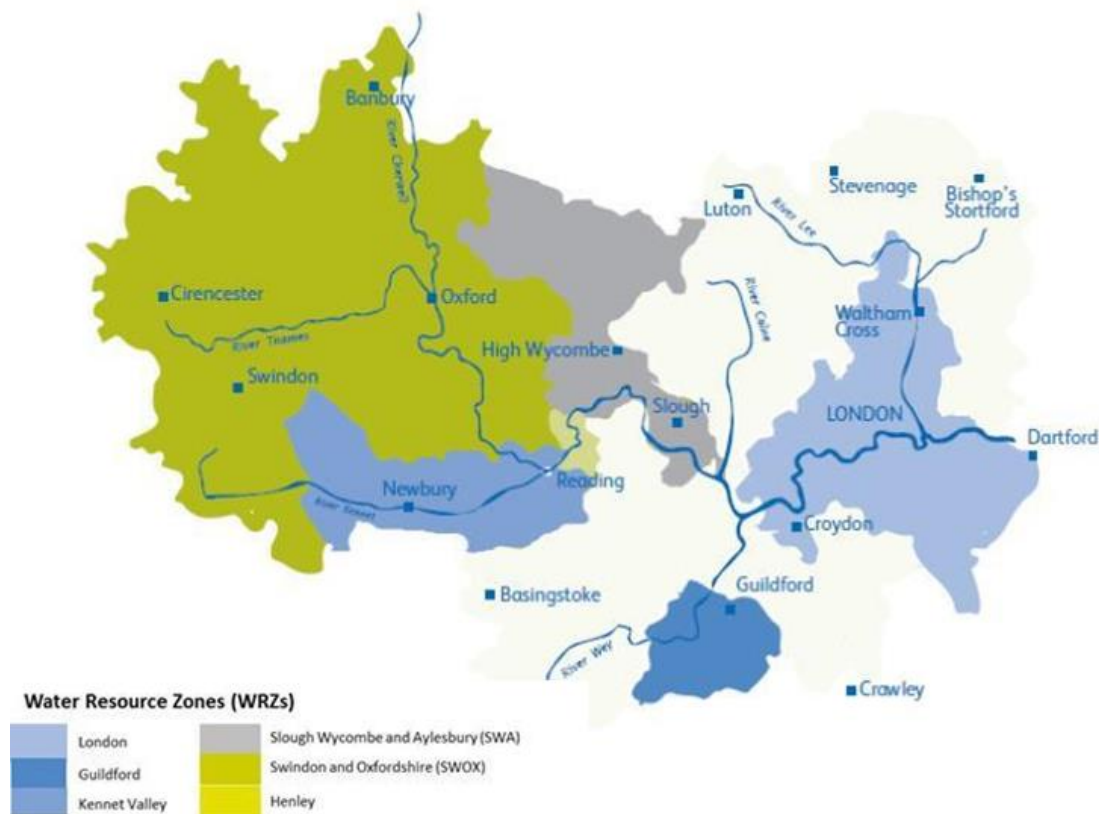 Banbury
River Cherwell
Stevenage
Bishop's
Stortford
Luton
River Lee
Cirencester
Oxford
River Colne
Waltham
Cross
River Thames
High Wycombe
Swindon
Slough
LONDON
Dartford
Reading
Newbury
River Kennet
Croydon
Basingstoke
Guildford
River Wey
Crawley
Water Resource Zones (WRZs)
London
Guildford
Kennet Valley
Slough Wycombe and Aylesbury (SWA)
Swindon and Oxfordshire (SWOX)
Henley